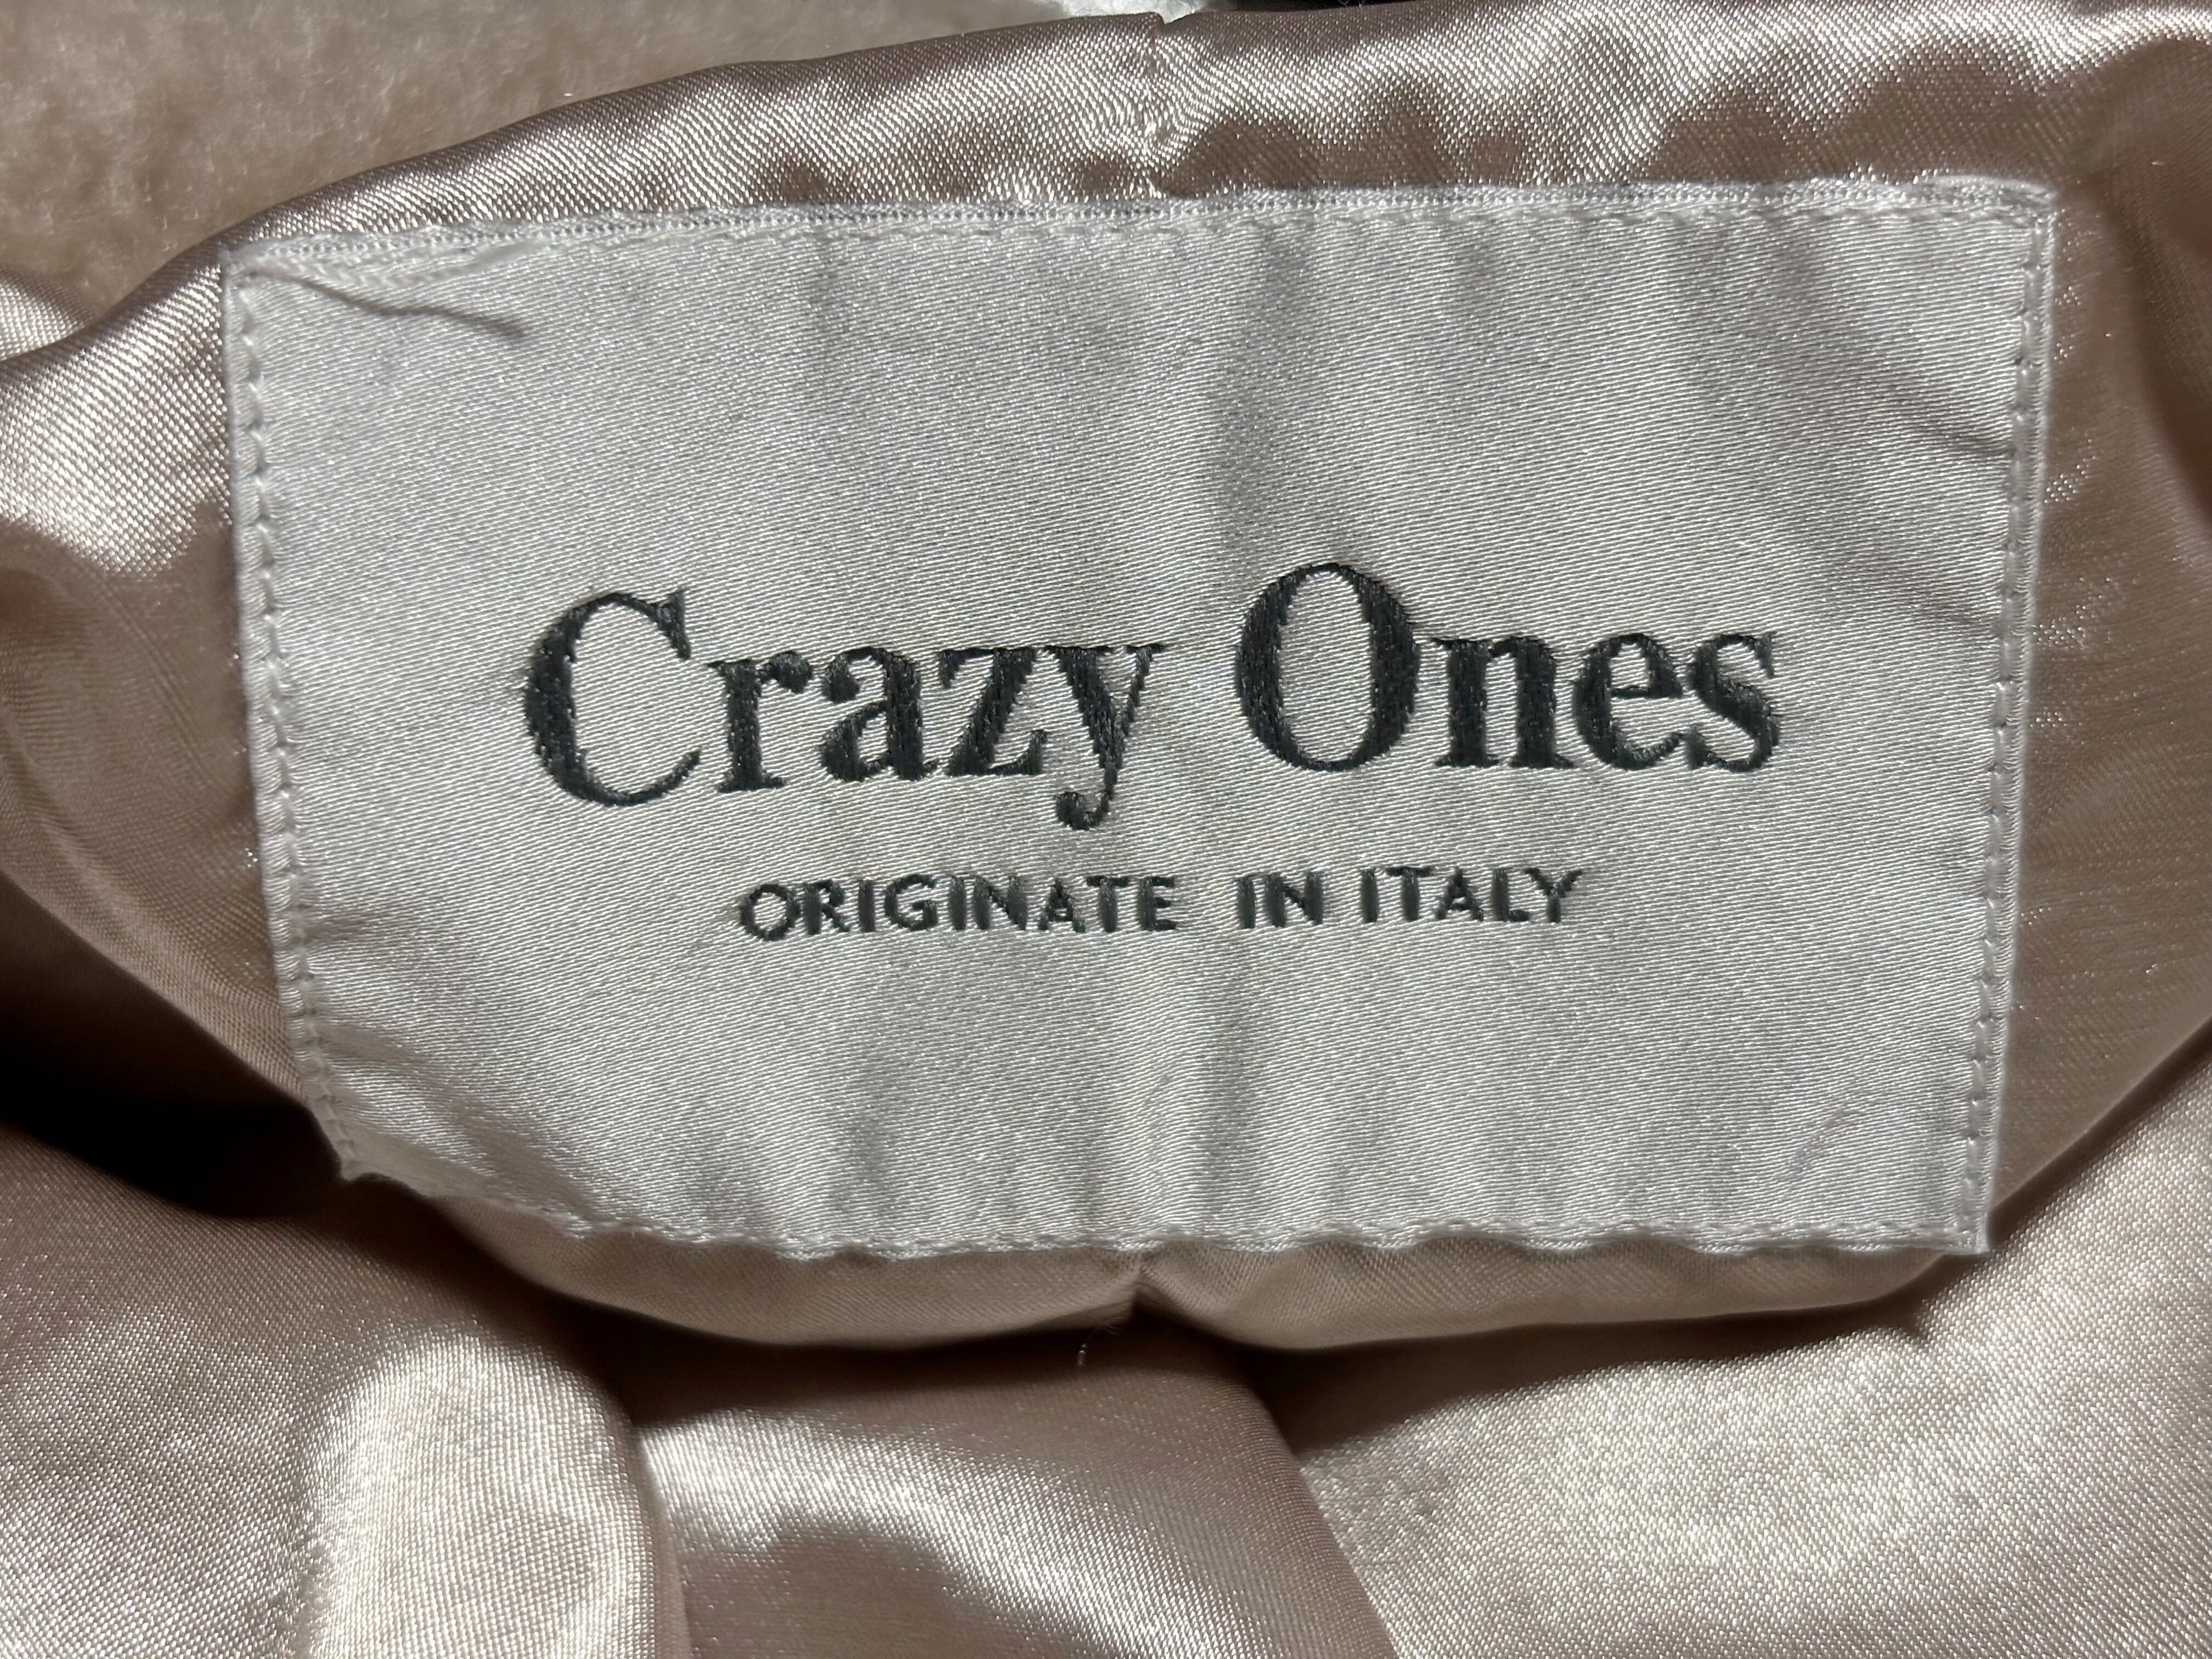 Crazy Ones
ORIGINATE IN ITALY